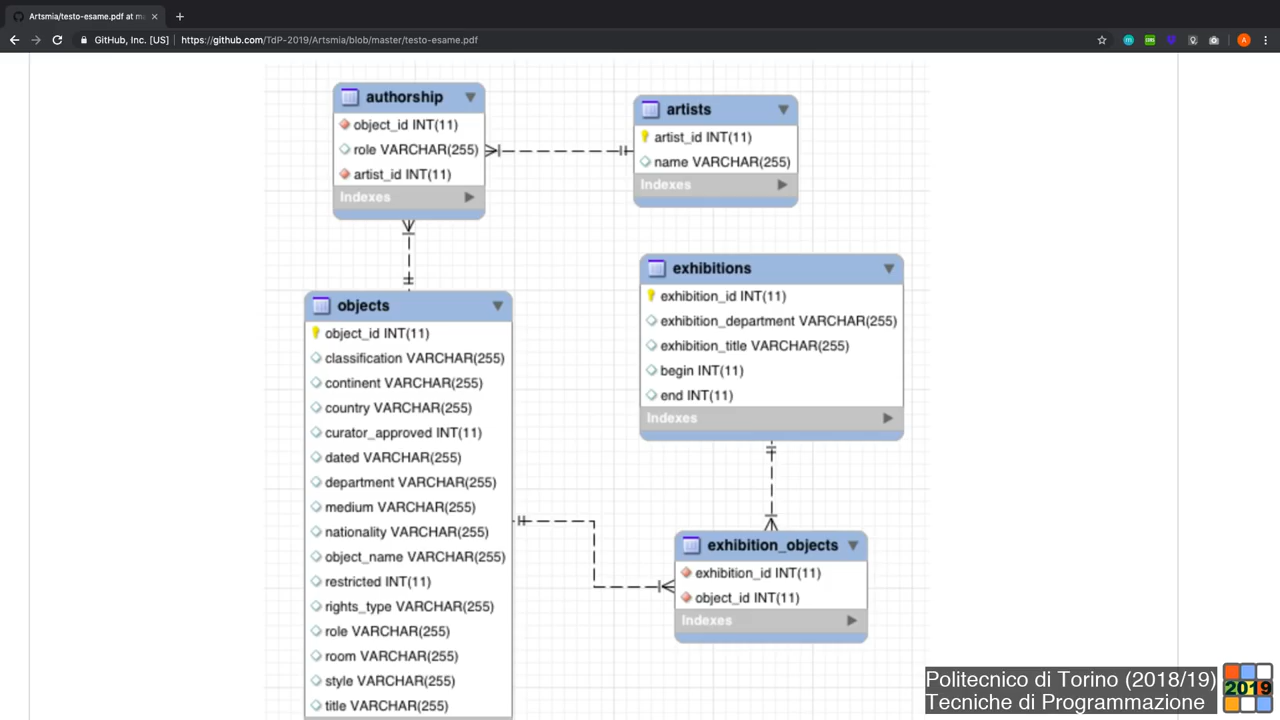 Artsmia/testo-esame.pdf at ma
GitHub, Inc. [US]
https://github.com/TdP-2019/Artsmia/blob/master/testo-esame.pdf
A
authorship
object_id INT(11)
role VARCHAR(255)
artist_id INT(11)
Indexes
artists
artist_id INT(11)
name VARCHAR(255)
Indexes
exhibitions
exhibition_id INT(11)
exhibition_department VARCHAR(255)
exhibition_title VARCHAR(255)
begin INT(11)
end INT(11)
Indexes
objects
object_id INT(11)
classification VARCHAR(255)
continent VARCHAR(255)
country VARCHAR(255)
curator_approved INT(11)
dated VARCHAR(255)
department VARCHAR(255)
medium VARCHAR(255)
nationality VARCHAR(255)
object_name VARCHAR(255)
restricted INT(11)
rights_type VARCHAR(255)
role VARCHAR(255)
room VARCHAR(255)
style VARCHAR(255)
title VARCHAR(255)
exhibition_objects
exhibition_id INT(11)
object_id INT(11)
Indexes
Politecnico di Torino (2018/19)
Tecniche di Programmazione
2019